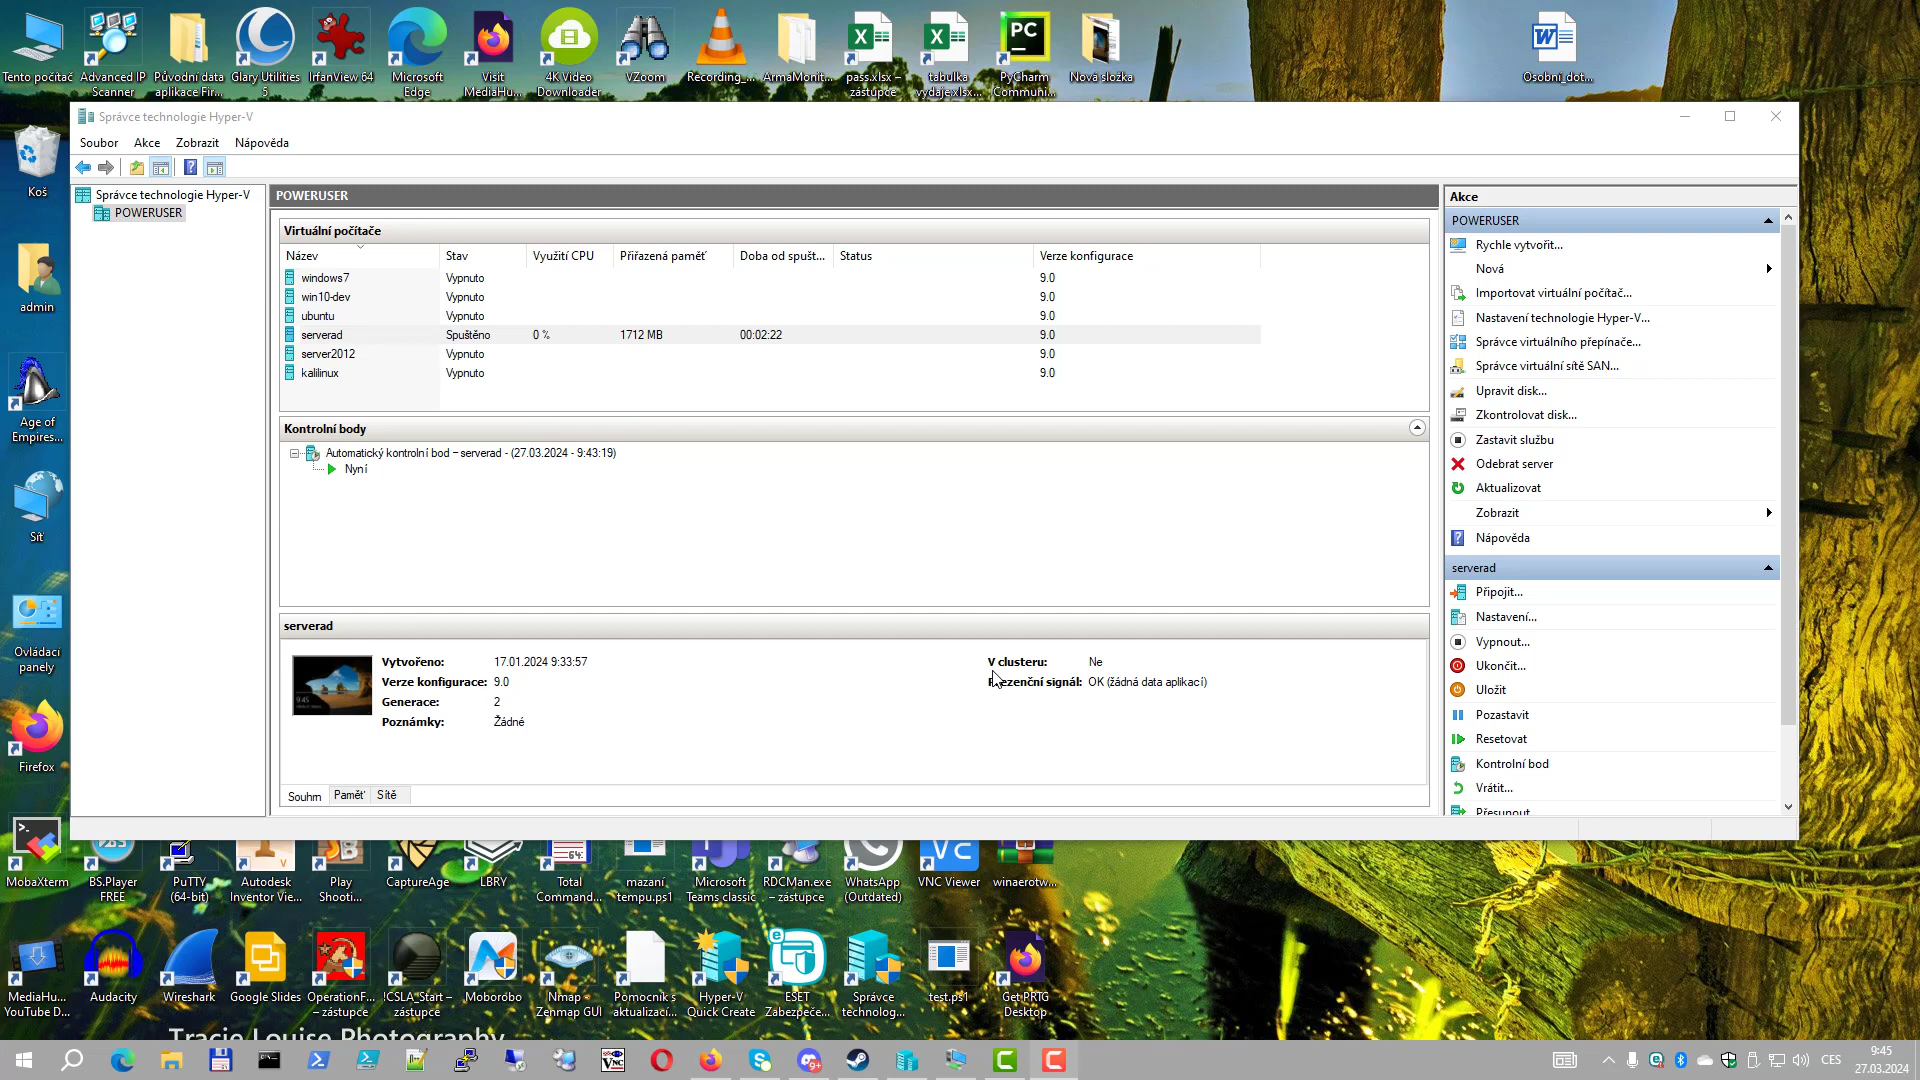 Tento počítač
Advanced IP
Scanner
Původní data
aplikace Fir...
Glary Utilities
5
IrfanView 64
Microsoft
Edge
Visit
MediaHu...
4K Video
Downloader
VZoom
Recording_...
ArmaMonit...
pass.xlsx –
zástupce
tabulka
vydaje.xlsx...
PyCharm
Communi...
Nová složka
Osobni_dot...
Správce technologie Hyper-V
Soubor Akce Zobrazit Nápověda
Správce technologie Hyper-V
POWERUSER
POWERUSER
Virtuální počítače
Název Stav Využití CPU Přiřazená paměť Doba od spušt... Status Verze konfigurace
windows7 Vypnuto 9.0
win10-dev Vypnuto 9.0
ubuntu Vypnuto 9.0
serverad Spuštěno 0 % 1712 MB 00:02:22 9.0
server2012 Vypnuto 9.0
kalilinux Vypnuto 9.0
Kontrolní body
Automatický kontrolní bod – serverad - (27.03.2024 - 9:43:19)
Nyní
serverad
Vytvořeno: 17.01.2024 9:33:57
Verze konfigurace: 9.0
Generace: 2
Poznámky: Žádné
V clusteru: Ne
Prezenční signál: OK (žádná data aplikací)
Souhrn Paměť Sítě
Akce
POWERUSER
Rychle vytvořit...
Nová
Importovat virtuální počítač...
Nastavení technologie Hyper-V...
Správce virtuálního přepínače...
Správce virtuální sítě SAN...
Upravit disk...
Zkontrolovat disk...
Zastavit službu
Odebrat server
Aktualizovat
Zobrazit
Nápověda
serverad
Připojit...
Nastavení...
Vypnout...
Ukončit...
Uložit
Pozastavit
Resetovat
Kontrolní bod
Vrátit...
Přesunout...
Koš
admin
Age of
Empires...
Síť
Ovládací
panely
Firefox
MobaXterm
BS.Player
FREE
PuTTY
(64-bit)
Autodesk
Inventor Vie...
Play
Shooti...
CaptureAge
LBRY
Total
Command...
mazaní
tempu.ps1
Microsoft
Teams classic
RDCMan.exe
– zástupce
WhatsApp
(Outdated)
VNC Viewer
winaerotw...
MediaHu...
YouTube D...
Audacity
Wireshark
Google Slides
OperationF...
– zástupce
!CSLA_Start –
zástupce
Moborobo
Nmap -
Zenmap GUI
Pomocník s
aktualizací...
Hyper-V
Quick Create
ESET
Zabezpeče...
Správce
technolog...
test.ps1
Get PRTG
Desktop
Tracie Louise Photography
CES
9:45
27.03.2024